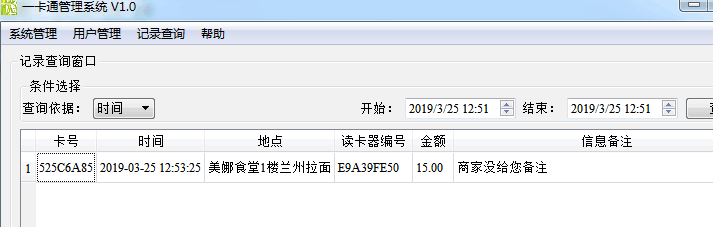 一卡通管理系统 V1.0
系统管理 用户管理 记录查询 帮助
记录查询窗口
条件选择
查询依据： 时间 开始： 2019/3/25 12:51 结束： 2019/3/25 12:51
卡号 时间 地点 读卡器编号 金额 信息备注
1 525C6A85 2019-03-25 12:53:25 美娜食堂1楼兰州拉面 E9A39FE50 15.00 商家没给您备注